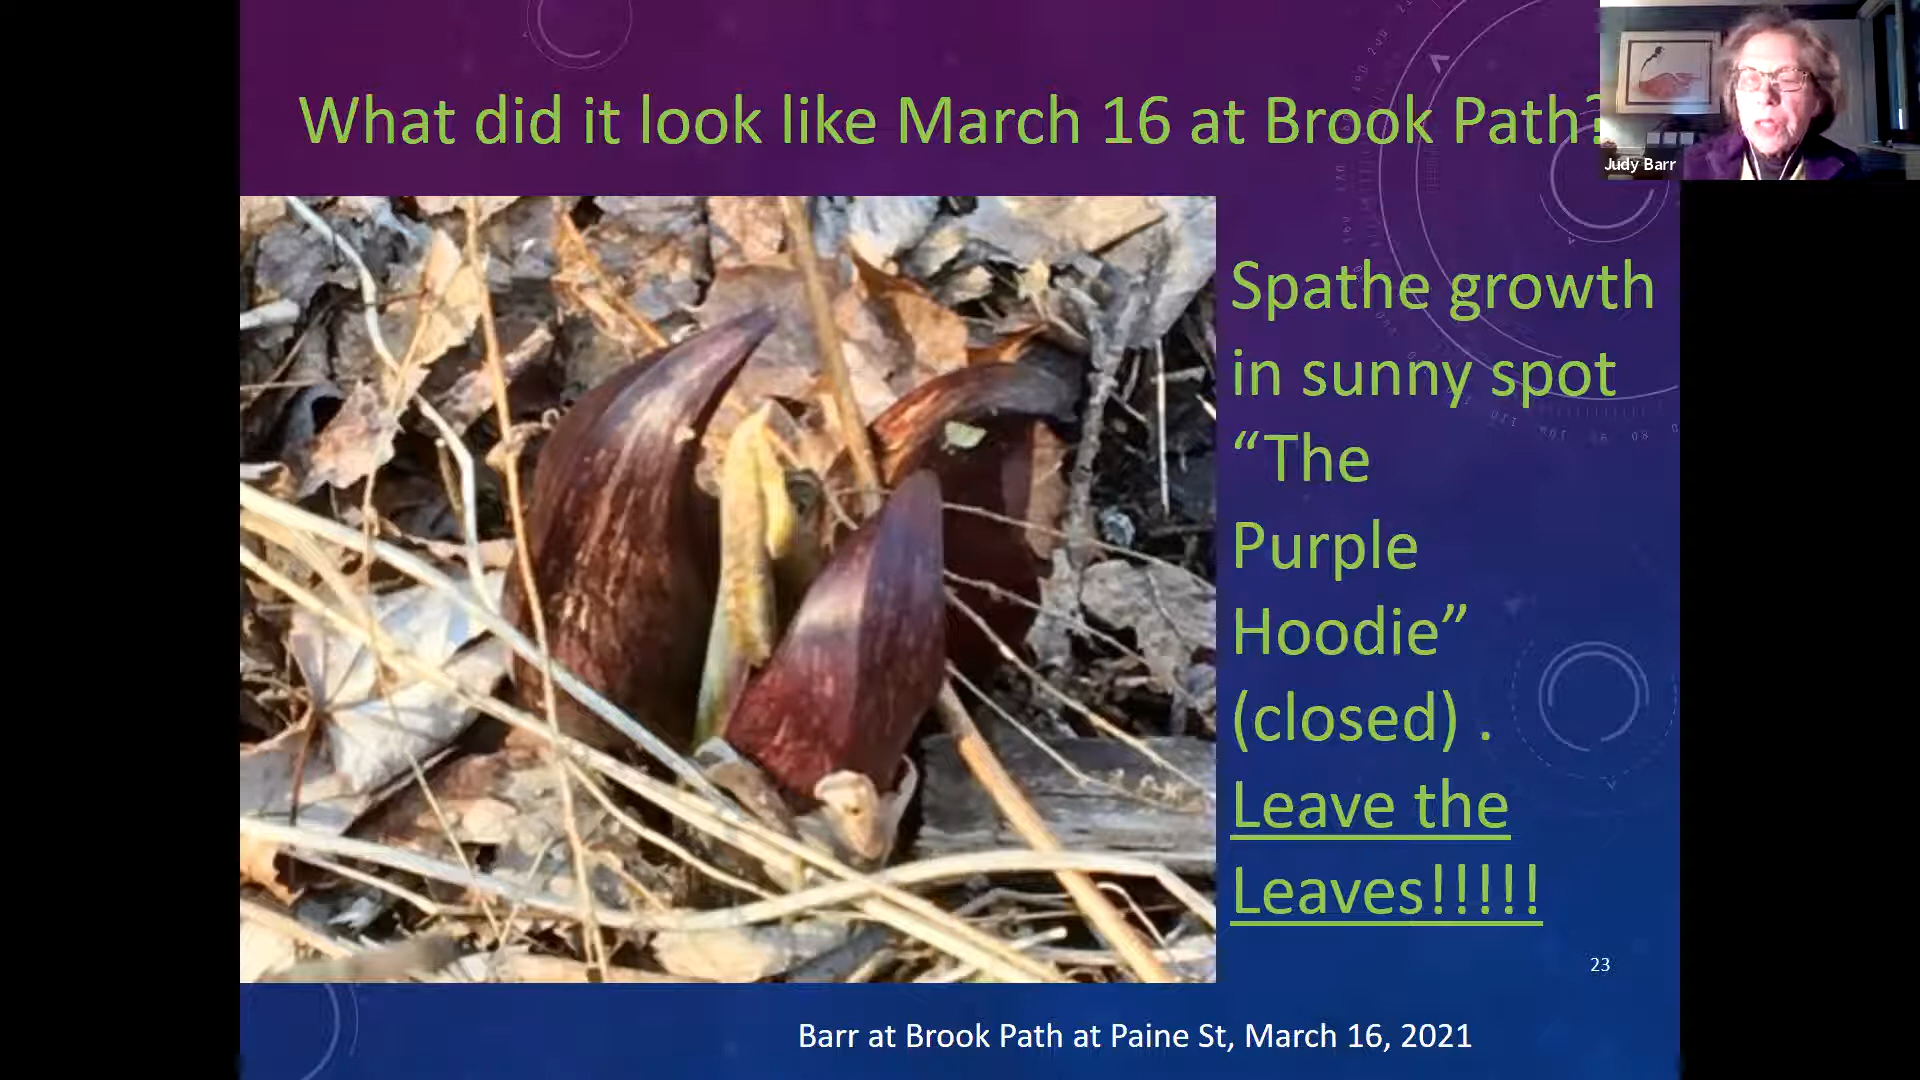 What did it look like March 16 at Brook Path?
Judy Barr
Spathe growth
in sunny spot
“The
Purple
Hoodie”
(closed) .
Leave the
Leaves!!!!!
23
Barr at Brook Path at Paine St, March 16, 2021